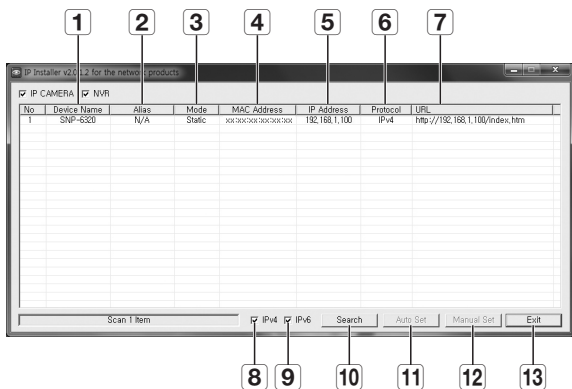 1 2 3 4 5 6 7
IP Installer v2.0.1.2 for the network products
IP CAMERA NVR
No Device Name Alias Mode MAC Address IP Address Protocol URL
1 SNP-6320 N/A Static xx:xx:xx:xx:xx:xx 192,168,1,100 IPv4 http://192,168,1,100/index,htm
Scan 1 Item IPv4 IPv6 Search Auto Set Manual Set Exit
8 9 10 11 12 13